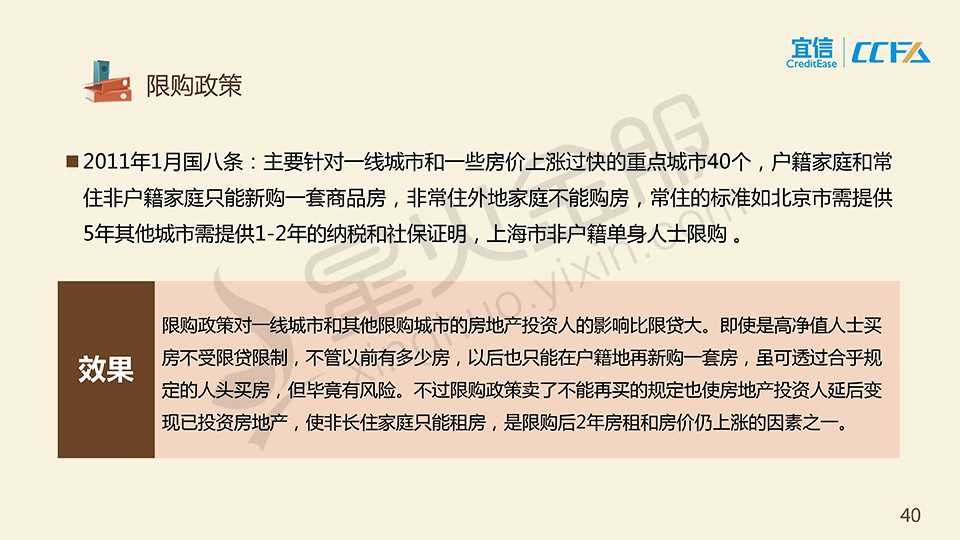 宜信
CreditEase
CCFA
限购政策
2011年1月国八条：主要针对一线城市和一些房价上涨过快的重点城市40个，户籍家庭和常
住非户籍家庭只能新购一套商品房，非常住外地家庭不能购房，常住的标准如北京市需提供
5年其他城市需提供1-2年的纳税和社保证明，上海市非户籍单身人士限购 。
星火金服
xinghuo.yixin.com
效果
限购政策对一线城市和其他限购城市的房地产投资人的影响比限贷大。即使是高净值人士买
房不受限贷限制，不管以前有多少房，以后也只能在户籍地再新购一套房，虽可透过合乎规
定的人头买房，但毕竟有风险。不过限购政策卖了不能再买的规定也使房地产投资人延后变
现已投资房地产，使非长住家庭只能租房，是限购后2年房租和房价仍上涨的因素之一。
40